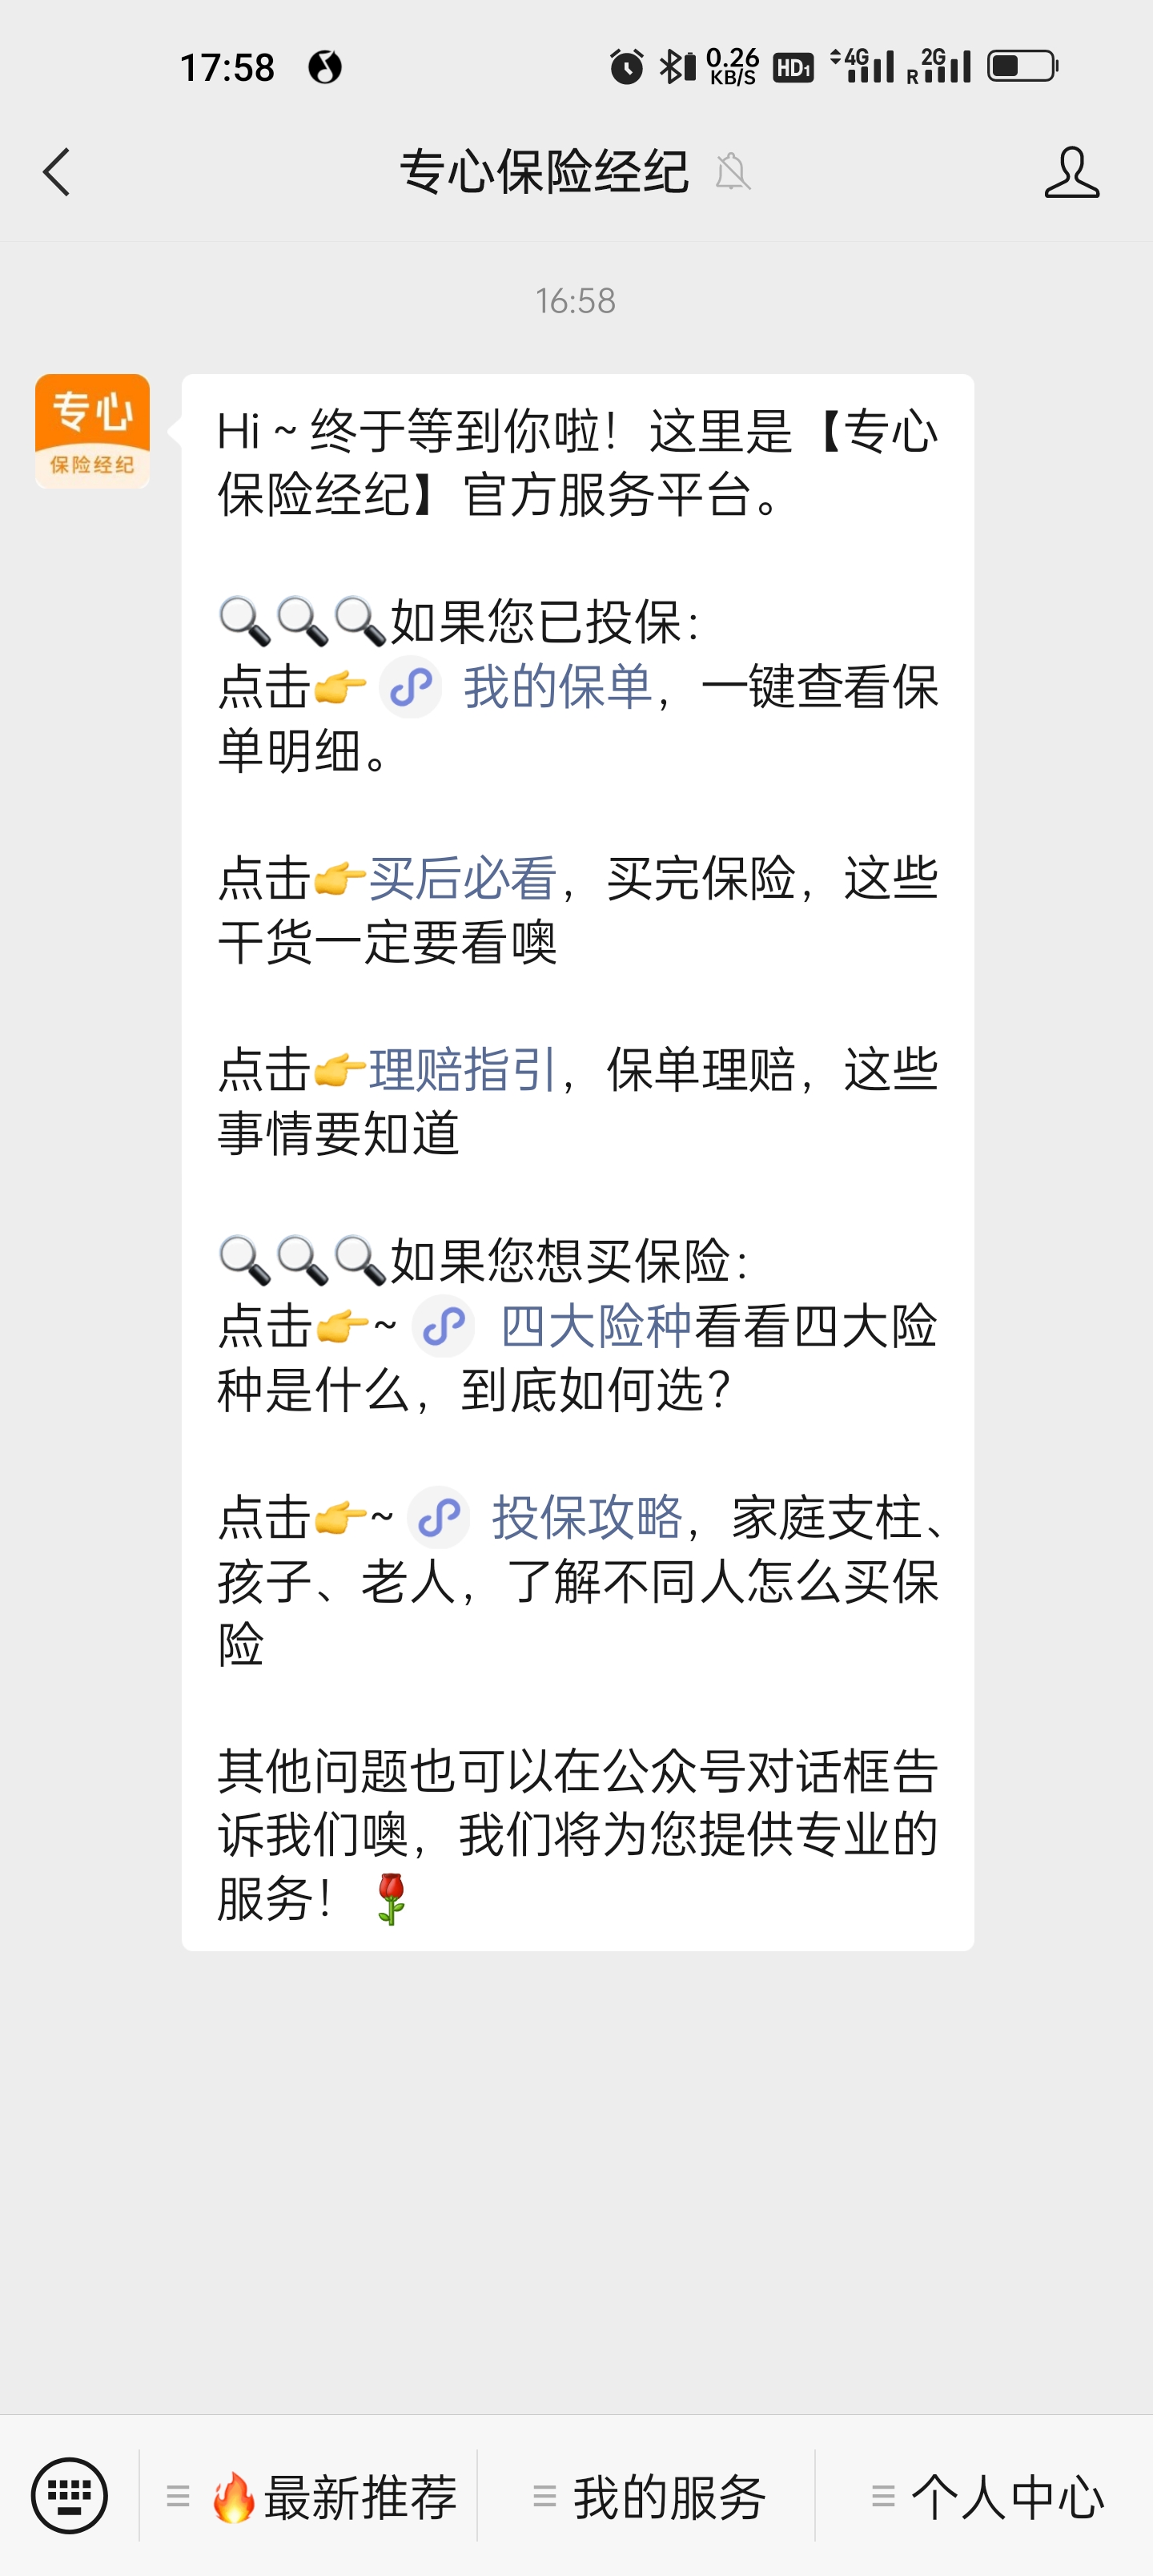 17:58
0.26
KB/S
HD1
4G
R
2G
专心保险经纪
16:58
专心
保险经纪
Hi ~ 终于等到你啦！这里是【专心
保险经纪】官方服务平台。
🔍🔍🔍如果您已投保：
点击👉 我的保单，一键查看保
单明细。
点击👉买后必看，买完保险，这些
干货一定要看噢
点击👉理赔指引，保单理赔，这些
事情要知道
🔍🔍🔍如果您想买保险：
点击👉~ 四大险种看看四大险
种是什么，到底如何选？
点击👉~ 投保攻略，家庭支柱、
孩子、老人，了解不同人怎么买保
险
其他问题也可以在公众号对话框告
诉我们噢，我们将为您提供专业的
服务！🌹
🔥最新推荐
我的服务
个人中心